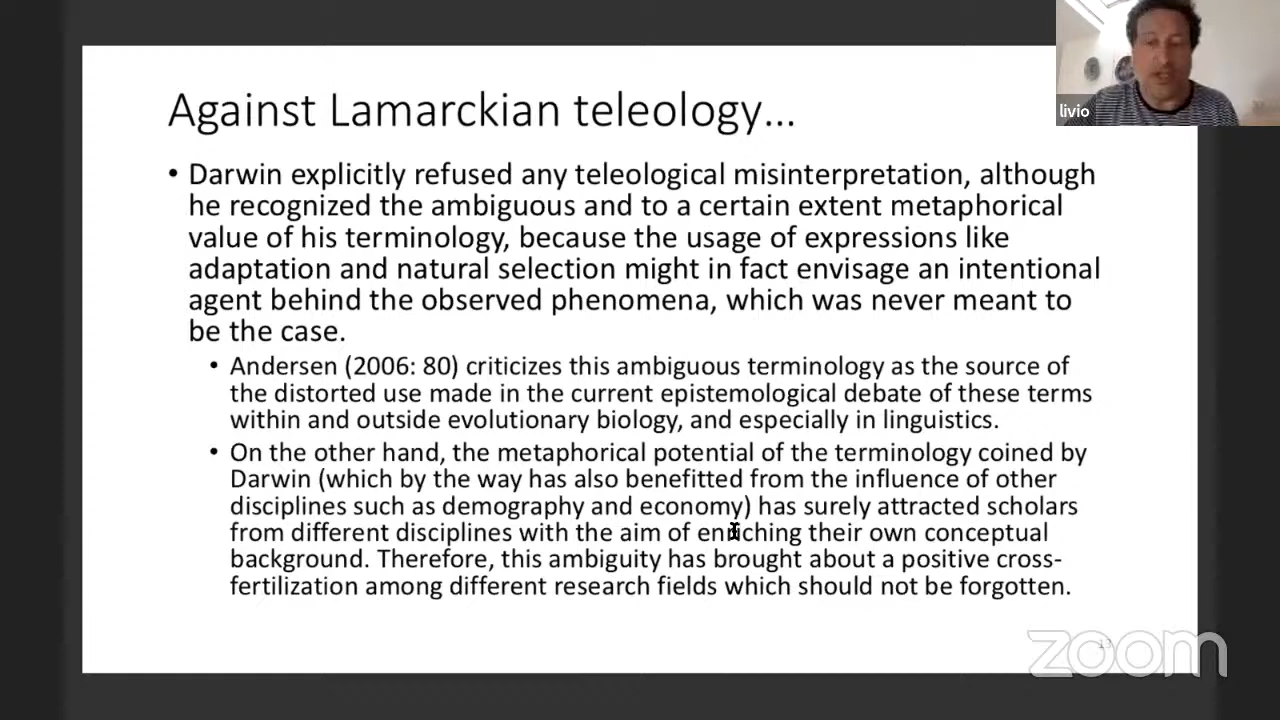 livio
Against Lamarckian teleology...
• Darwin explicitly refused any teleological misinterpretation, although
he recognized the ambiguous and to a certain extent metaphorical
value of his terminology, because the usage of expressions like
adaptation and natural selection might in fact envisage an intentional
agent behind the observed phenomena, which was never meant to
be the case.
• Andersen (2006: 80) criticizes this ambiguous terminology as the source of
the distorted use made in the current epistemological debate of these terms
within and outside evolutionary biology, and especially in linguistics.
• On the other hand, the metaphorical potential of the terminology coined by
Darwin (which by the way has also benefitted from the influence of other
disciplines such as demography and economy) has surely attracted scholars
from different disciplines with the aim of enriching their own conceptual
background. Therefore, this ambiguity has brought about a positive cross-
fertilization among different research fields which should not be forgotten.
13
zoom